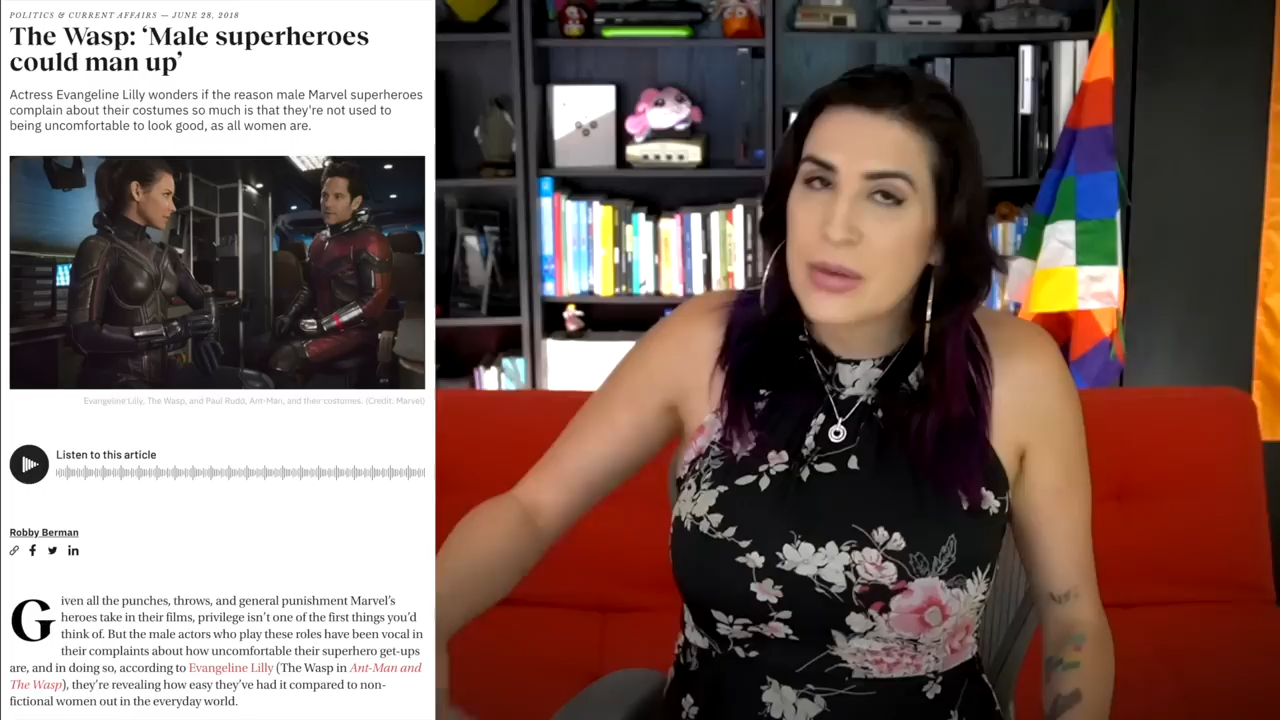 POLITICS & CURRENT AFFAIRS — JUNE 28, 2018
The Wasp: ‘Male superheroes
could man up’
Actress Evangeline Lilly wonders if the reason male Marvel superheroes
complain about their costumes so much is that they're not used to
being uncomfortable to look good, as all women are.
Evangeline Lilly, The Wasp, and Paul Rudd, Ant-Man, and their costumes. (Credit: Marvel)
Listen to this article
Robby Berman
Given all the punches, throws, and general punishment Marvel’s
heroes take in their films, privilege isn’t one of the first things you’d
think of. But the male actors who play these roles have been vocal in
their complaints about how uncomfortable their superhero get-ups
are, and in doing so, according to Evangeline Lilly (The Wasp in Ant-Man and
The Wasp), they’re revealing how easy they’ve had it compared to non-
fictional women out in the everyday world.